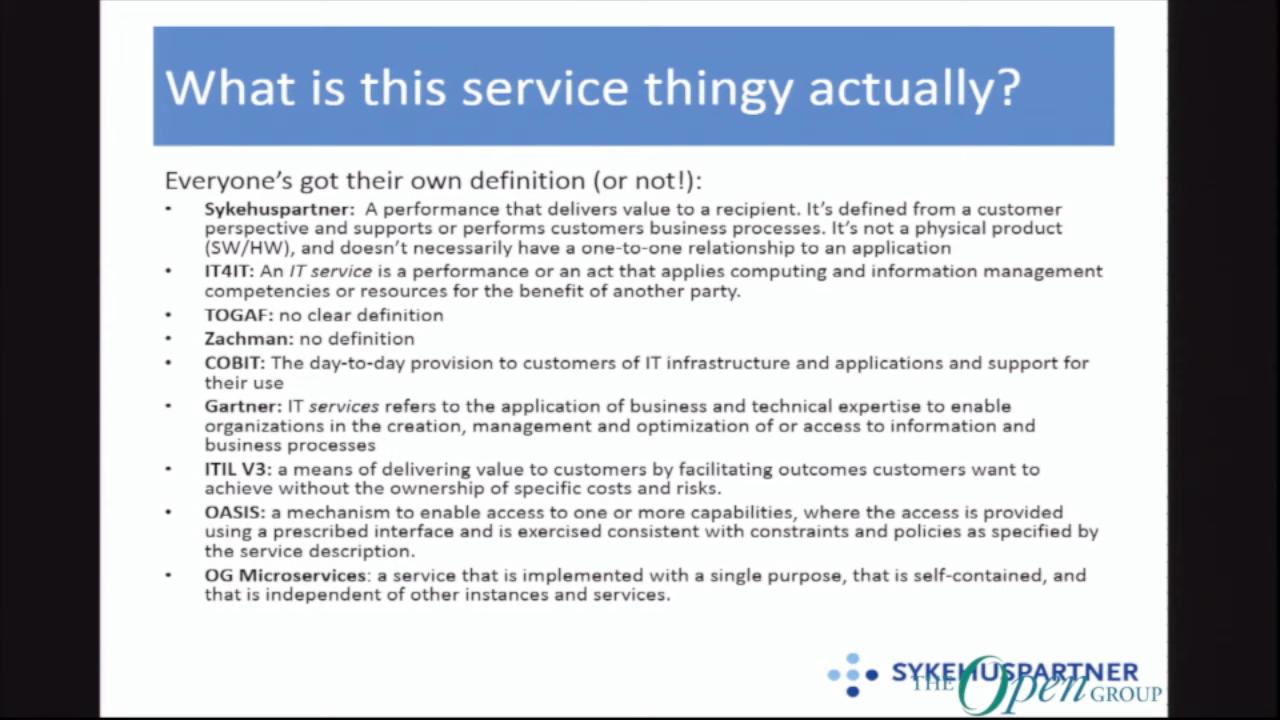 What is this service thingy actually?
Everyone's got their own definition (or not!):
• Sykehuspartner: A performance that delivers value to a recipient. It's defined from a customer
perspective and supports or performs customers business processes. It's not a physical product
(SW/HW), and doesn't necessarily have a one-to-one relationship to an application
• IT4IT: An IT service is a performance or an act that applies computing and information management
competencies or resources for the benefit of another party.
• TOGAF: no clear definition
• Zachman: no definition
• COBIT: The day-to-day provision to customers of IT infrastructure and applications and support for
their use
• Gartner: IT services refers to the application of business and technical expertise to enable
organizations in the creation, management and optimization of or access to information and
business processes
• ITIL V3: a means of delivering value to customers by facilitating outcomes customers want to
achieve without the ownership of specific costs and risks.
• OASIS: a mechanism to enable access to one or more capabilities, where the access is provided
using a prescribed interface and is exercised consistent with constraints and policies as specified by
the service description.
• OG Microservices: a service that is implemented with a single purpose, that is self-contained, and
that is independent of other instances and services.
SYKEHUSPARTNER
THE Open GROUP